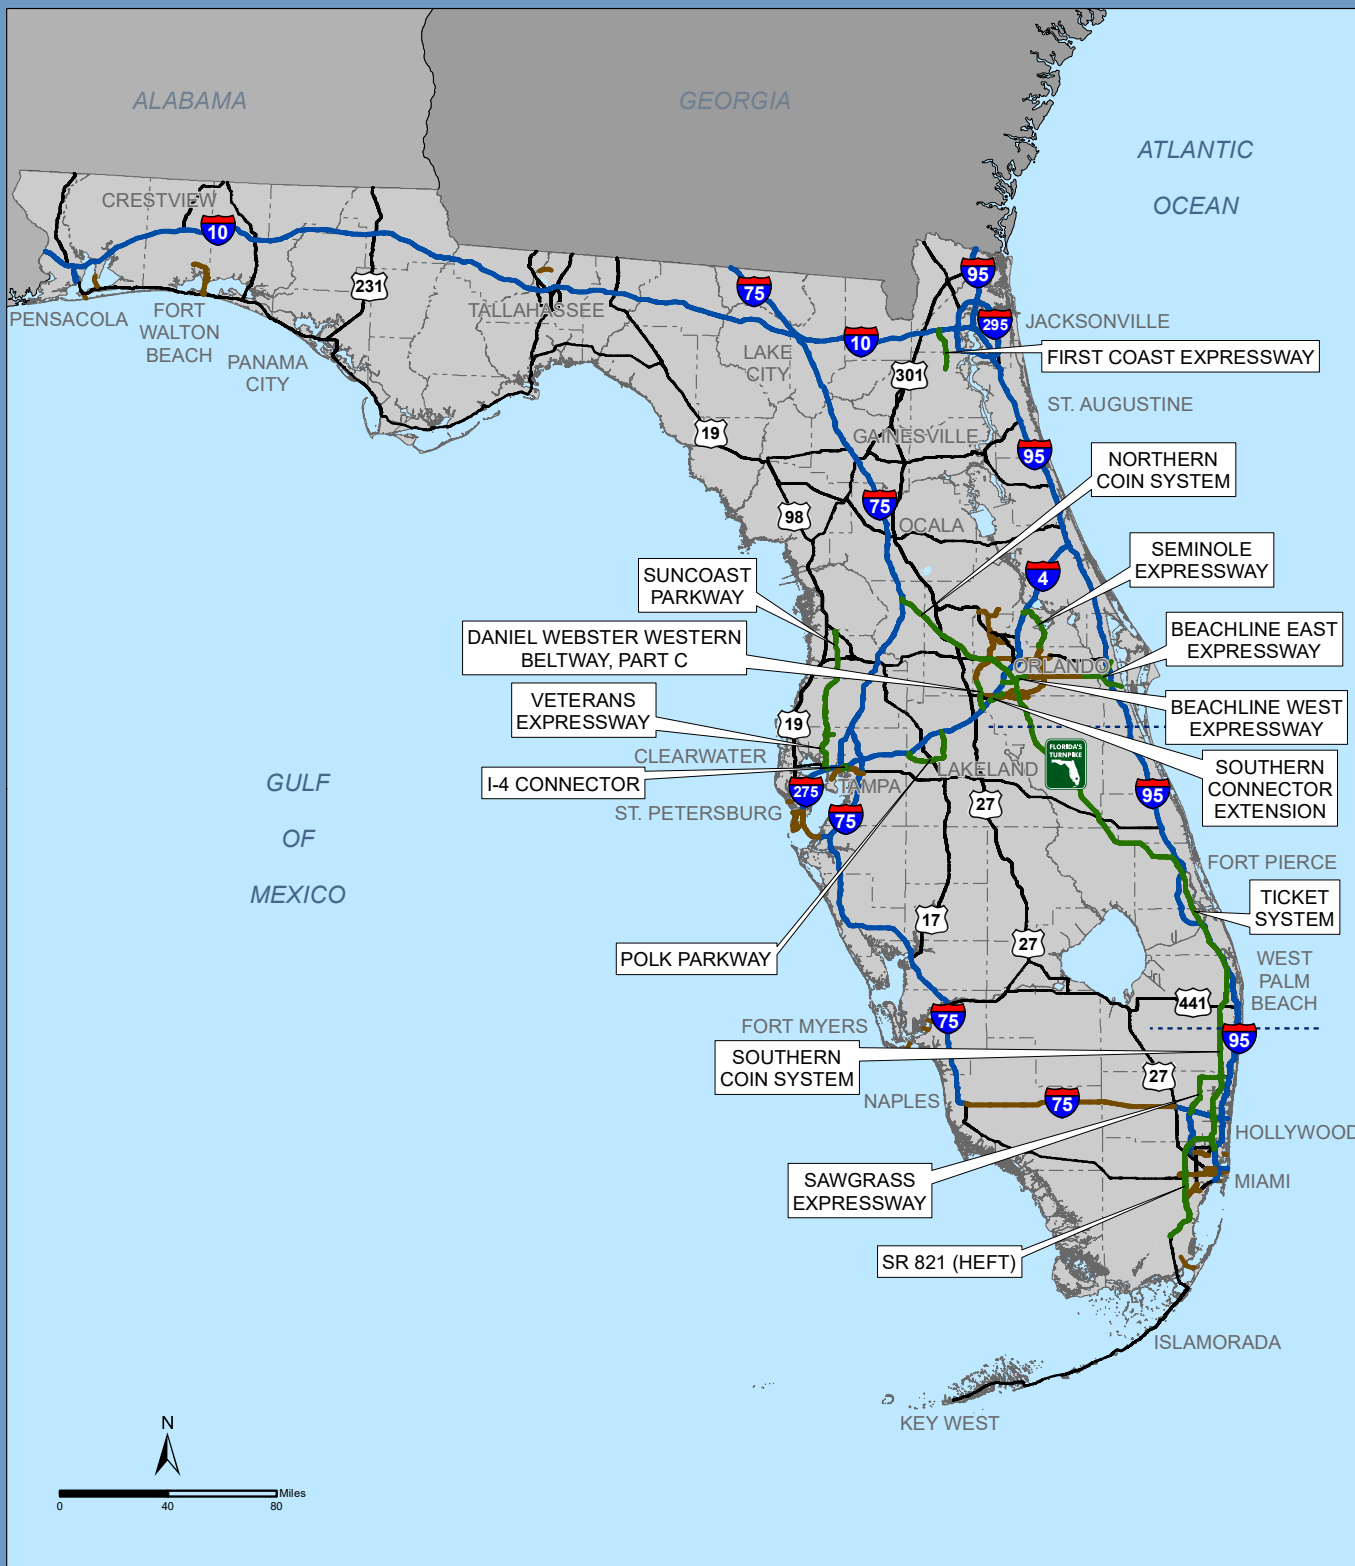 ALABAMA
GEORGIA
ATLANTIC
OCEAN
CRESTVIEW
10
231
PENSACOLA
FORT
WALTON
BEACH
PANAMA
CITY
TALLAHASSEE
75
LAKE
CITY
10
95
295
JACKSONVILLE
FIRST COAST EXPRESSWAY
301
ST. AUGUSTINE
19
GAINESVILLE
95
NORTHERN
COIN SYSTEM
75
98
OCALA
SEMINOLE
EXPRESSWAY
4
SUNCOAST
PARKWAY
DANIEL WEBSTER WESTERN
BELTWAY, PART C
BEACHLINE EAST
EXPRESSWAY
ORLANDO
VETERANS
EXPRESSWAY
BEACHLINE WEST
EXPRESSWAY
19
CLEARWATER
FLORIDA'S
TURNPIKE
SOUTHERN
CONNECTOR
EXTENSION
I-4 CONNECTOR
LAKELAND
TAMPA
275
95
27
ST. PETERSBURG
75
GULF
OF
MEXICO
FORT PIERCE
TICKET
SYSTEM
17
27
POLK PARKWAY
WEST
PALM
BEACH
441
FORT MYERS
75
95
SOUTHERN
COIN SYSTEM
27
NAPLES
75
HOLLYWOOD
SAWGRASS
EXPRESSWAY
MIAMI
SR 821 (HEFT)
ISLAMORADA
KEY WEST
N
Miles
0 40 80